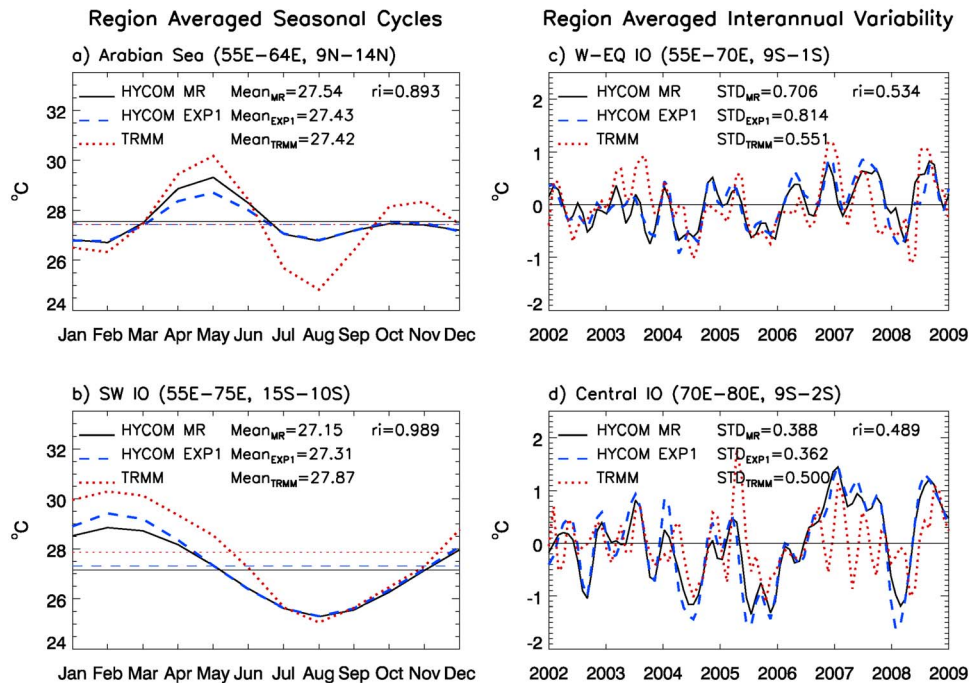 Region Averaged Seasonal Cycles
Region Averaged Interannual Variability
a) Arabian Sea (55E-64E, 9N-14N)
HYCOM MR Mean_MR=27.54 ri=0.893
HYCOM EXP1 Mean_EXP1=27.43
TRMM Mean_TRMM=27.42
°C
32
30
28
26
24
Jan Feb Mar Apr May Jun Jul Aug Sep Oct Nov Dec
c) W-EQ IO (55E-70E, 9S-1S)
HYCOM MR STD_MR=0.706 ri=0.534
HYCOM EXP1 STD_EXP1=0.814
TRMM STD_TRMM=0.551
°C
2
1
0
-1
-2
2002 2003 2004 2005 2006 2007 2008 2009
b) SW IO (55E-75E, 15S-10S)
HYCOM MR Mean_MR=27.15 ri=0.989
HYCOM EXP1 Mean_EXP1=27.31
TRMM Mean_TRMM=27.87
°C
32
30
28
26
24
Jan Feb Mar Apr May Jun Jul Aug Sep Oct Nov Dec
d) Central IO (70E-80E, 9S-2S)
HYCOM MR STD_MR=0.388 ri=0.489
HYCOM EXP1 STD_EXP1=0.362
TRMM STD_TRMM=0.500
°C
2
1
0
-1
-2
2002 2003 2004 2005 2006 2007 2008 2009